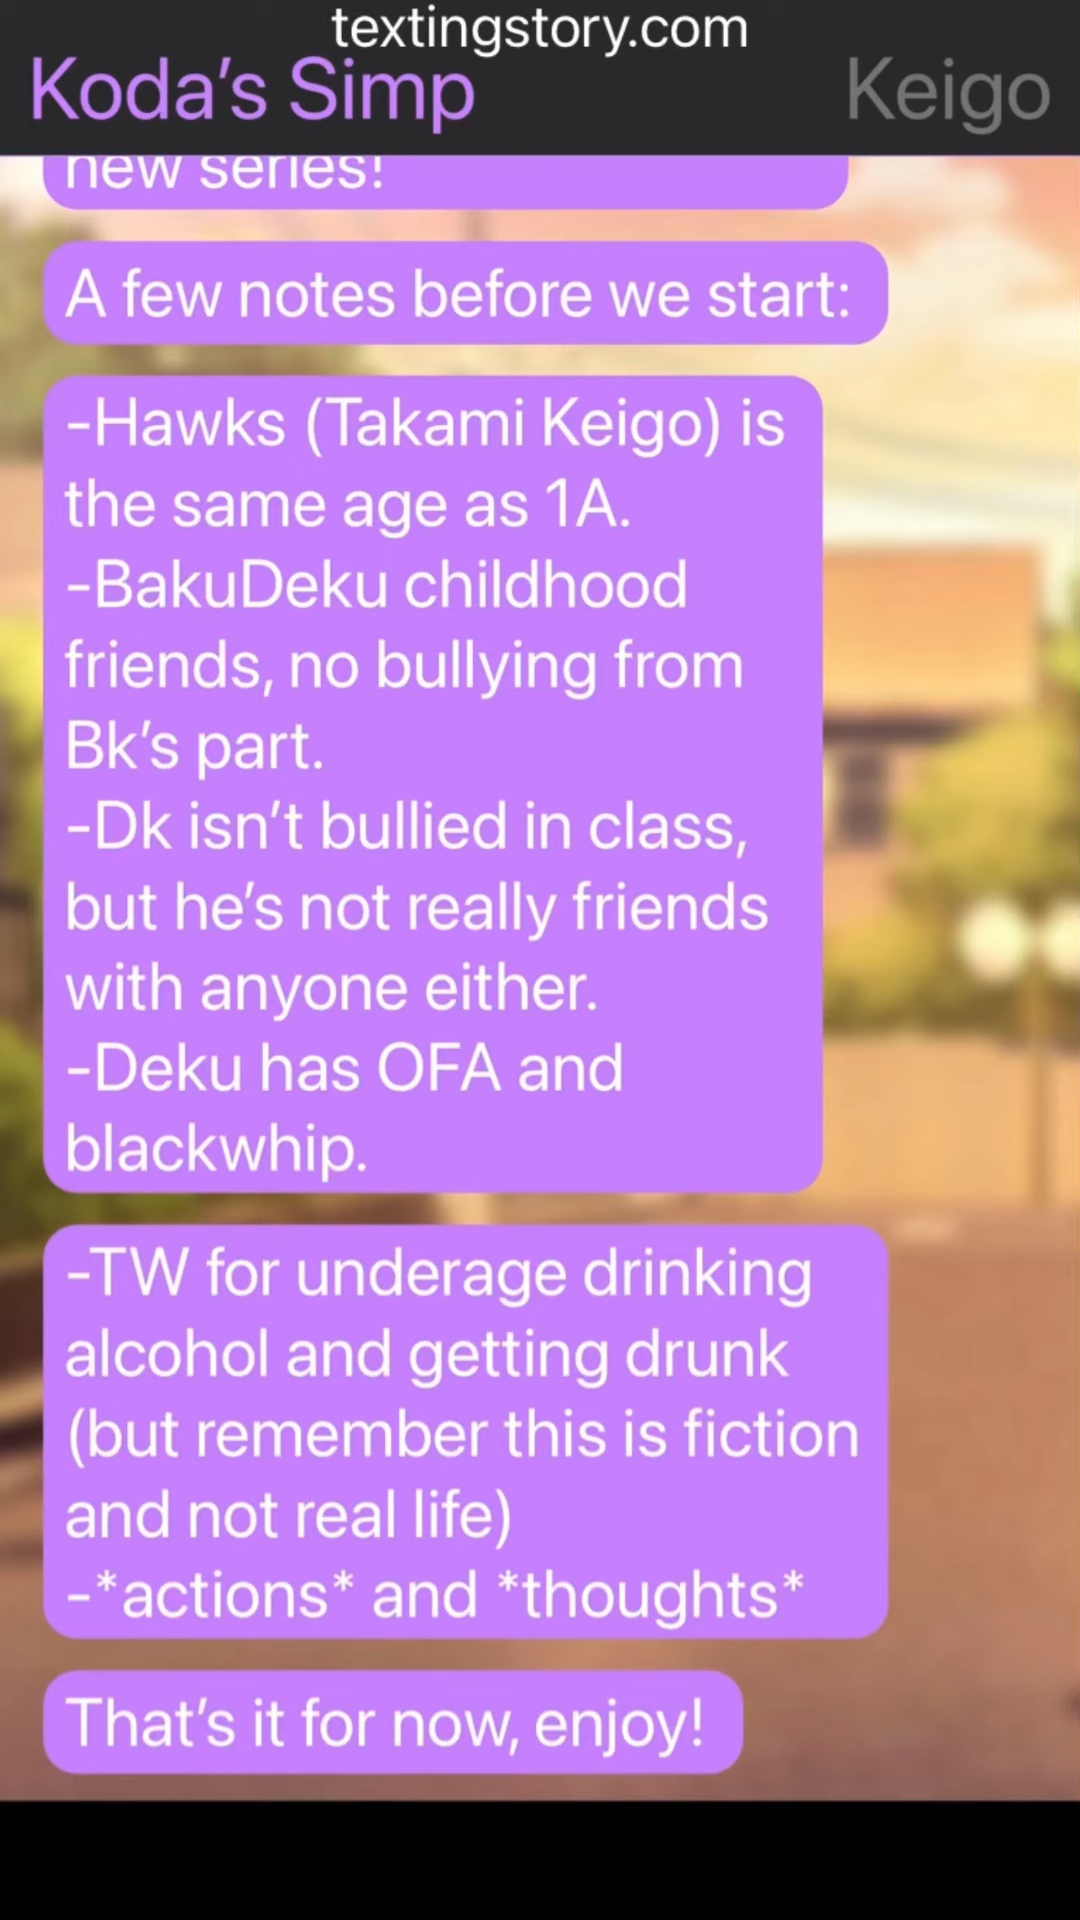 textingstory.com
Koda's Simp
Keigo
new series!
A few notes before we start:
-Hawks (Takami Keigo) is
the same age as 1A.
-BakuDeku childhood
friends, no bullying from
Bk's part.
-Dk isn't bullied in class,
but he's not really friends
with anyone either.
-Deku has OFA and
blackwhip.
-TW for underage drinking
alcohol and getting drunk
(but remember this is fiction
and not real life)
-*actions* and *thoughts*
That's it for now, enjoy!